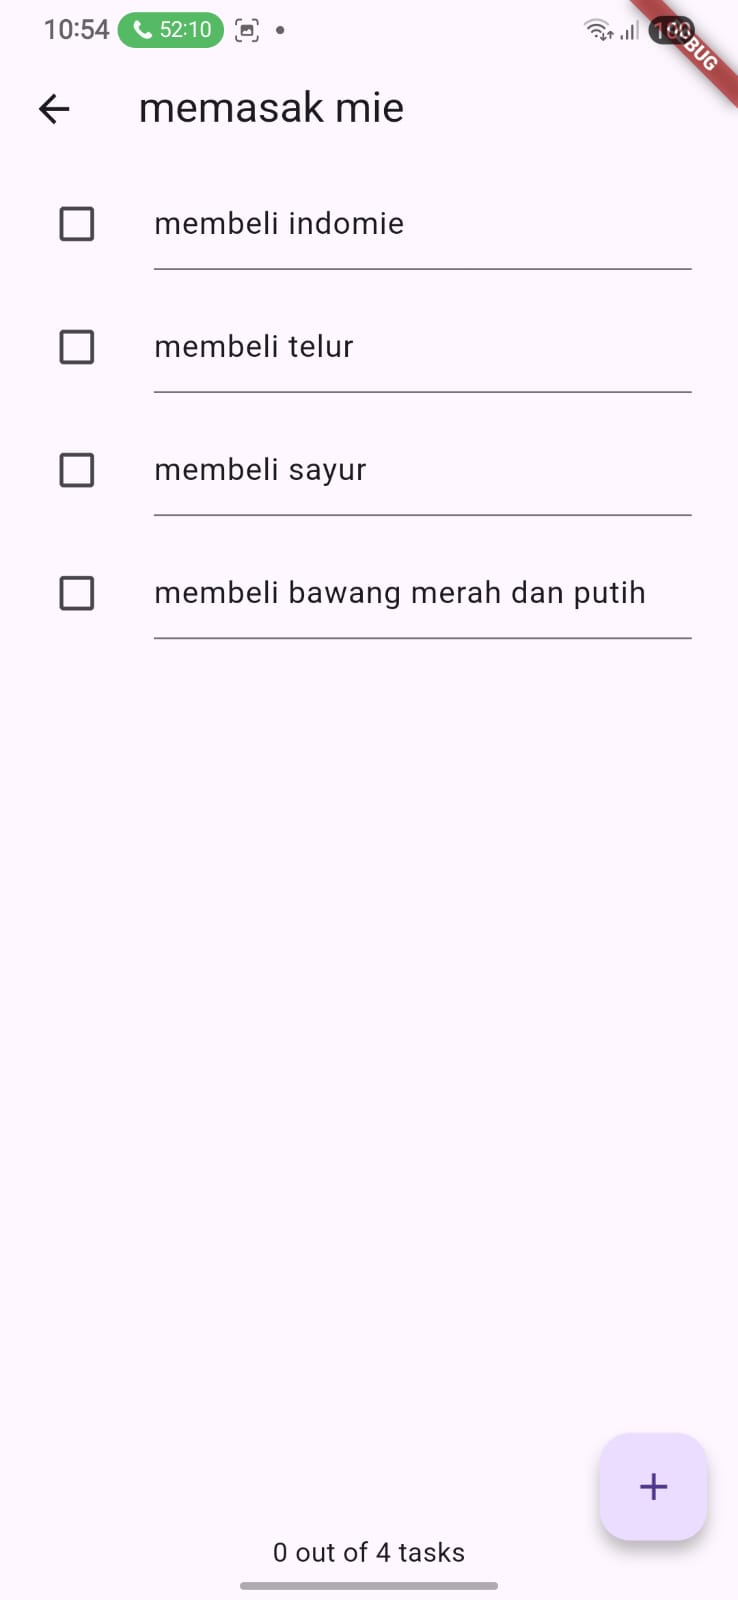 10:54 52:10 100
memasak mie
membeli indomie
membeli telur
membeli sayur
membeli bawang merah dan putih
0 out of 4 tasks